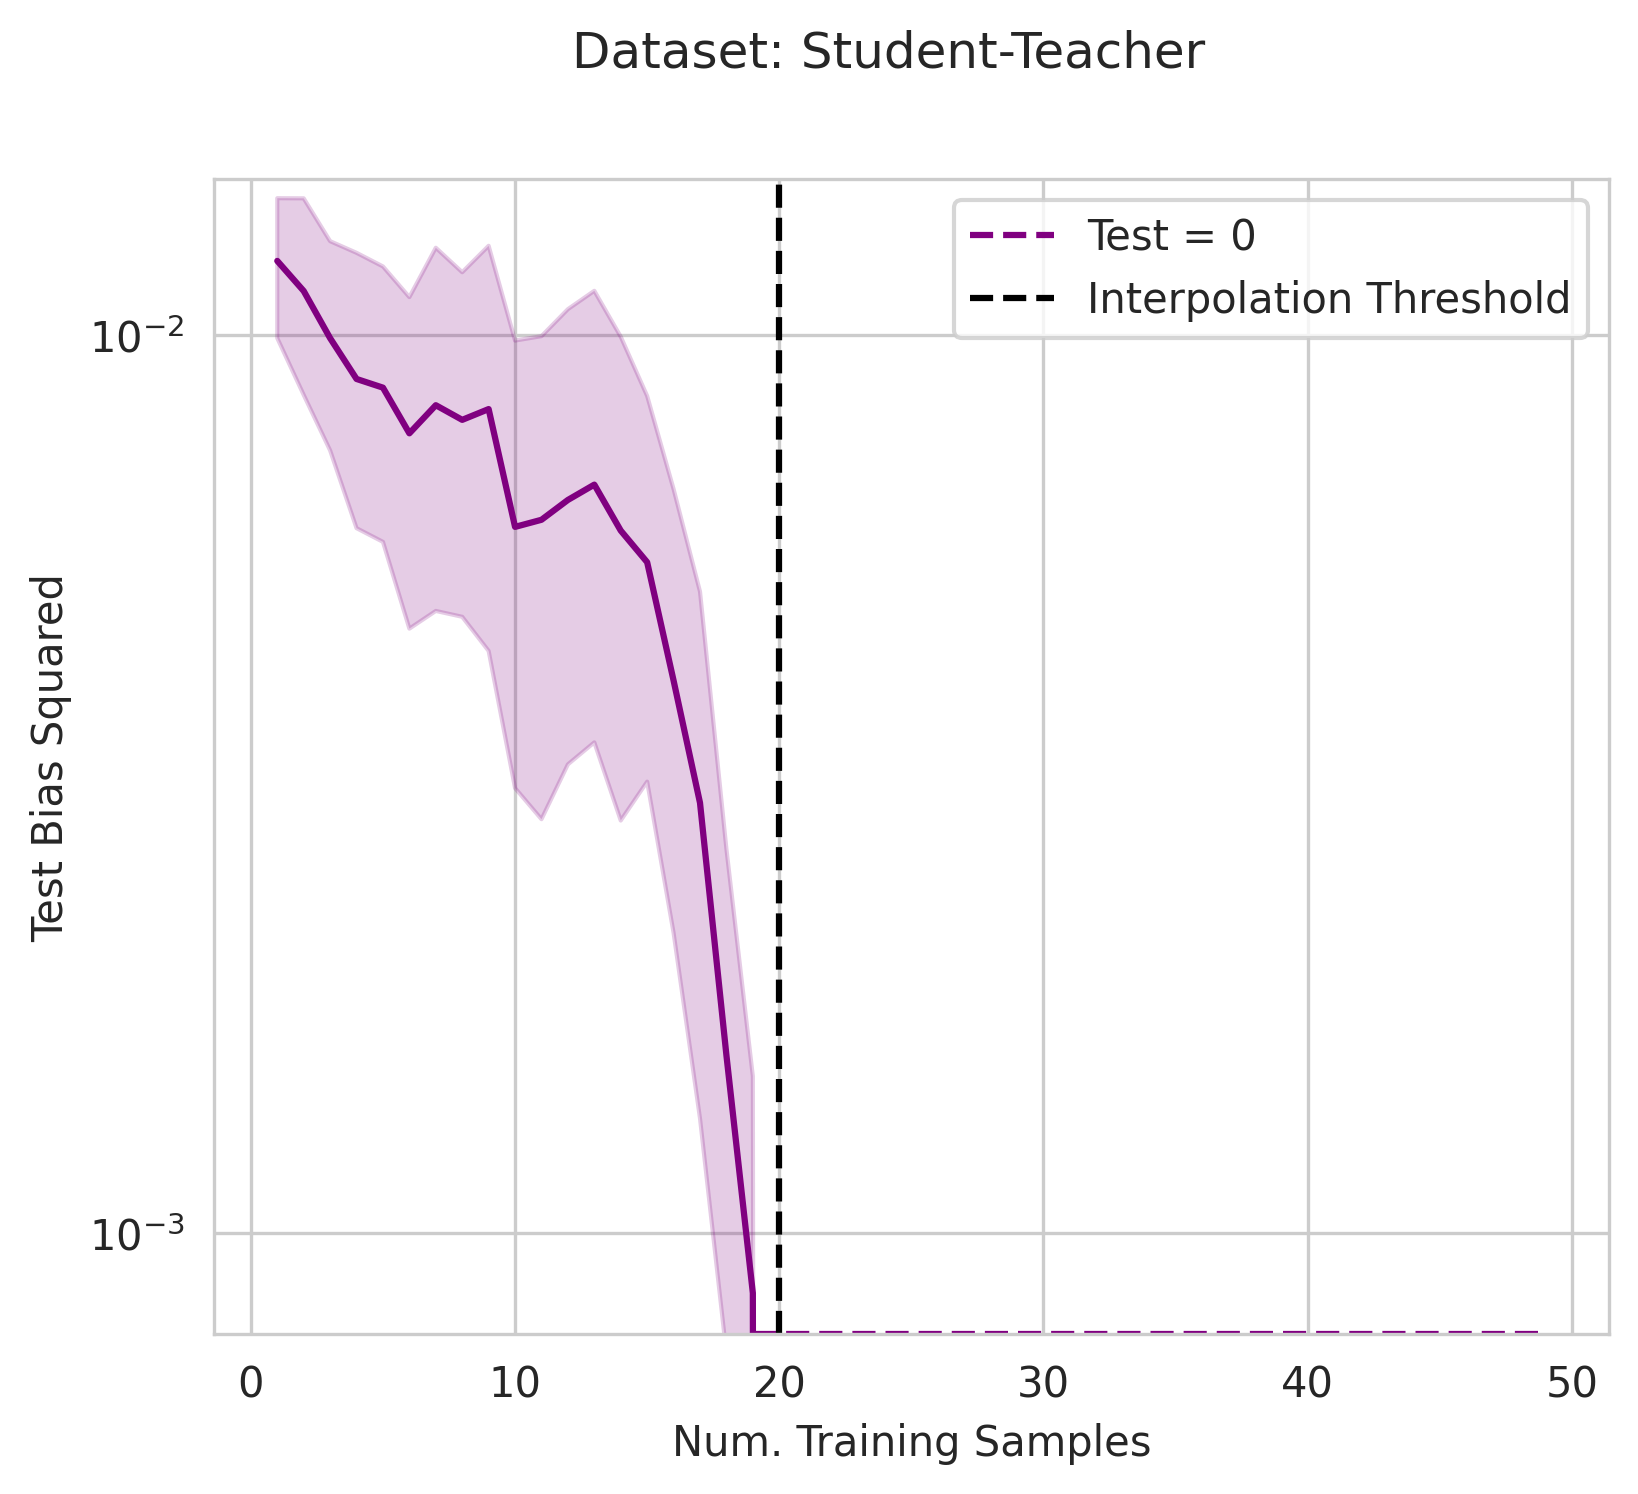 Dataset: Student-Teacher
Test = 0
Interpolation Threshold
10⁻²
10⁻³
Test Bias Squared
0 10 20 30 40 50
Num. Training Samples